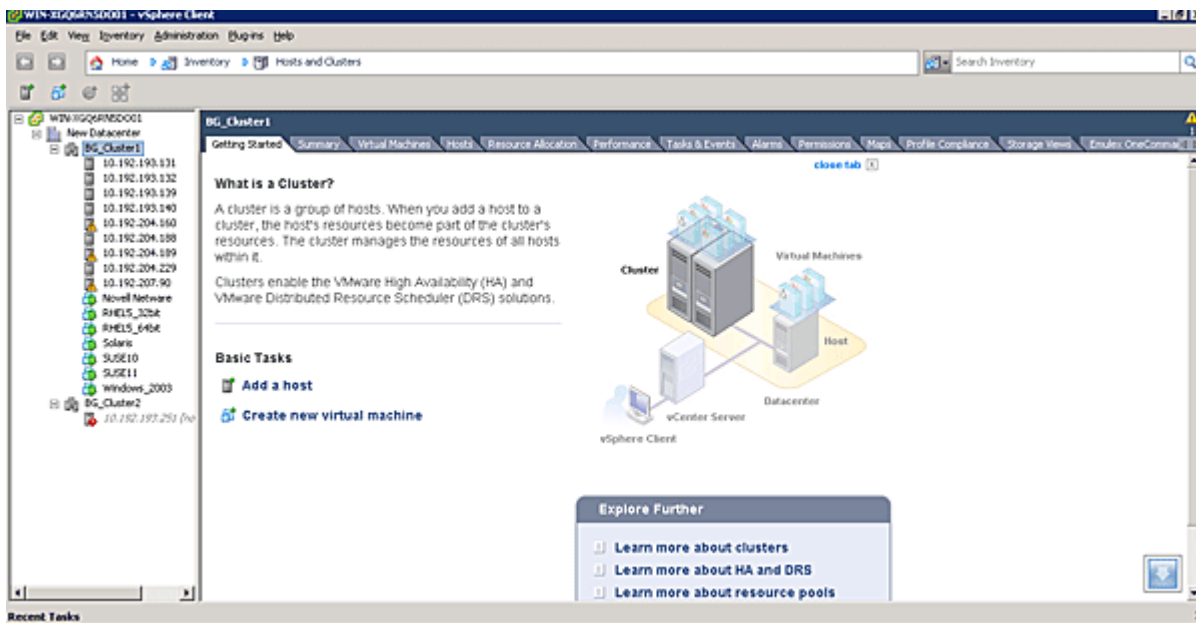 WIN-XGQ6RN5DO01 - vSphere Client
File Edit View Inventory Administration Plug-ins Help
Home Inventory Hosts and Clusters
Search Inventory
WIN-XGQ6RN5DO01
New Datacenter
BG_Cluster1
10.192.193.131
10.192.193.132
10.192.193.139
10.192.193.140
10.192.204.160
10.192.204.188
10.192.204.189
10.192.204.229
10.192.207.90
Novell Netware
RHEL5_32bit
RHEL5_64bit
Solaris
SUSE10
SUSE11
Windows_2003
BG_Cluster2
10.192.193.251
BG_Cluster1
Getting Started Summary Virtual Machines Hosts Resource Allocation Performance Tasks & Events Alarms Permissions Maps Profile Compliance Storage Views Emulex OneComma
close tab
What is a Cluster?
A cluster is a group of hosts. When you add a host to a
cluster, the host's resources become part of the cluster's
resources. The cluster manages the resources of all hosts
within it.
Clusters enable the VMware High Availability (HA) and
VMware Distributed Resource Scheduler (DRS) solutions.
Basic Tasks
Add a host
Create new virtual machine
Cluster
Virtual Machines
Host
Datacenter
vCenter Server
vSphere Client
Explore Further
Learn more about clusters
Learn more about HA and DRS
Learn more about resource pools
Recent Tasks